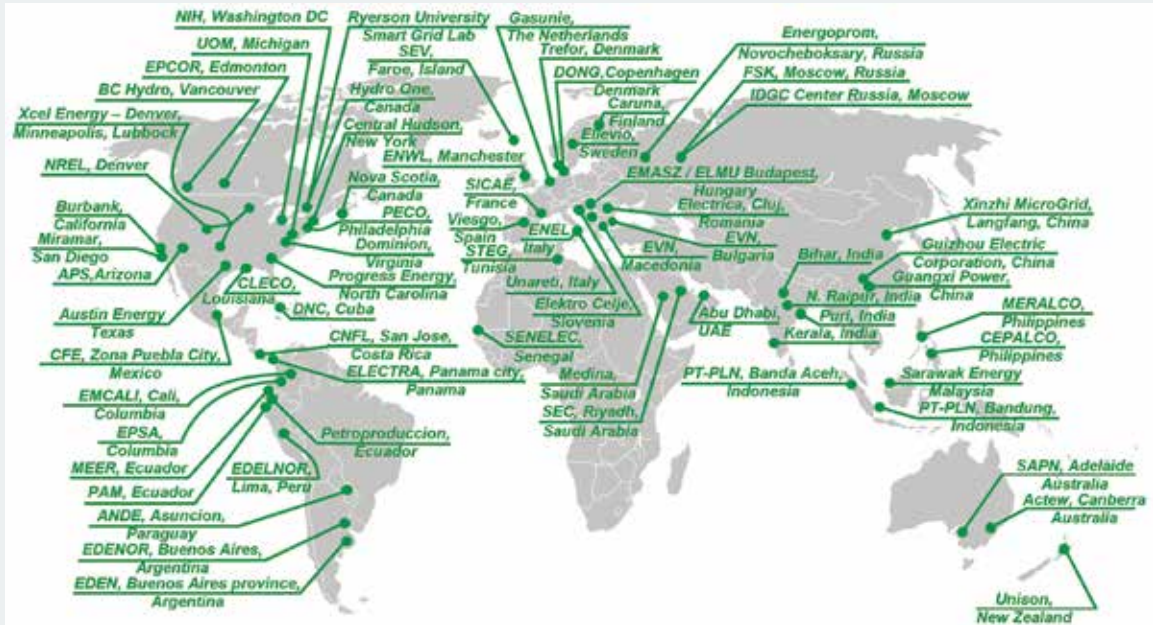 NIH, Washington DC
UOM, Michigan
EPCOR, Edmonton
BC Hydro, Vancouver
Xcel Energy – Denver,
Minneapolis, Lubbock
NREL, Denver
Burbank,
California
Miramar,
San Diego
APS,Arizona
Austin Energy
Texas
CFE, Zona Puebla City,
Mexico
Ryerson University
Smart Grid Lab
SEV,
Faroe, Island
Hydro One,
Canada
Central Hudson,
New York
ENWL, Manchester
Nova Scotia,
Canada
PECO,
Philadelphia
Dominion,
Virginia
Progress Energy,
North Carolina
CLECO,
Louisiana
DNC, Cuba
CNFL, San Jose,
Costa Rica
ELECTRA, Panama city,
Panama
EMCALI, Cali,
Columbia
EPSA,
Columbia
MEER, Ecuador
PAM, Ecuador
Petroproduccion,
Ecuador
EDELNOR,
Lima, Peru
ANDE, Asuncion,
Paraguay
EDENOR, Buenos Aires,
Argentina
EDEN, Buenos Aires province,
Argentina
Gasunie,
The Netherlands
Trefor, Denmark
DONG,Copenhagen
Denmark
Caruna,
Finland
Ellevio,
Sweden
SICAE,
France
Viesgo,
Spain
STEG,
Tunisia
ENEL
Italy
Unareti, Italy
Elektro Celje,
Slovenia
SENELEC,
Senegal
Energoprom,
Novocheboksary, Russia
FSK, Moscow, Russia
IDGC Center Russia, Moscow
EMASZ / ELMU Budapest,
Hungary
Electrica, Cluj,
Romania
EVN,
Bulgaria
EVN,
Macedonia
Abu Dhabi,
UAE
Medina,
Saudi Arabia
SEC, Riyadh,
Saudi Arabia
Xinzhi MicroGrid,
Langfang, China
Guizhou Electric
Corporation, China
Guangxi Power,
China
Bihar, India
N. Raipur, India
Puri, India
Kerala, India
MERALCO,
Philippines
CEPALCO,
Philippines
PT-PLN, Banda Aceh,
Indonesia
Sarawak Energy
Malaysia
PT-PLN, Bandung,
Indonesia
SAPN, Adelaide
Australia
Actew, Canberra
Australia
Unison,
New Zealand